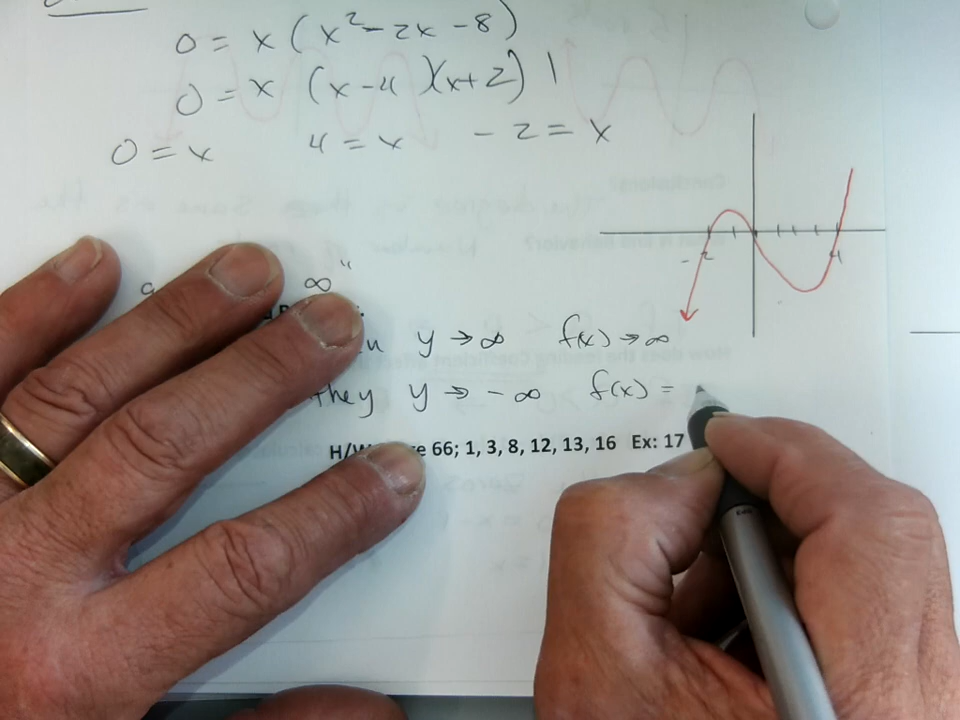 0 = x (x² - 2x - 8)
0 = x (x - 4)(x + 2)
0 = x 4 = x - 2 = x
- 2 4
∞"
y → ∞ f(x) → ∞
they y → - ∞ f(x) =
H/W 66; 1, 3, 8, 12, 13, 16 Ex: 17